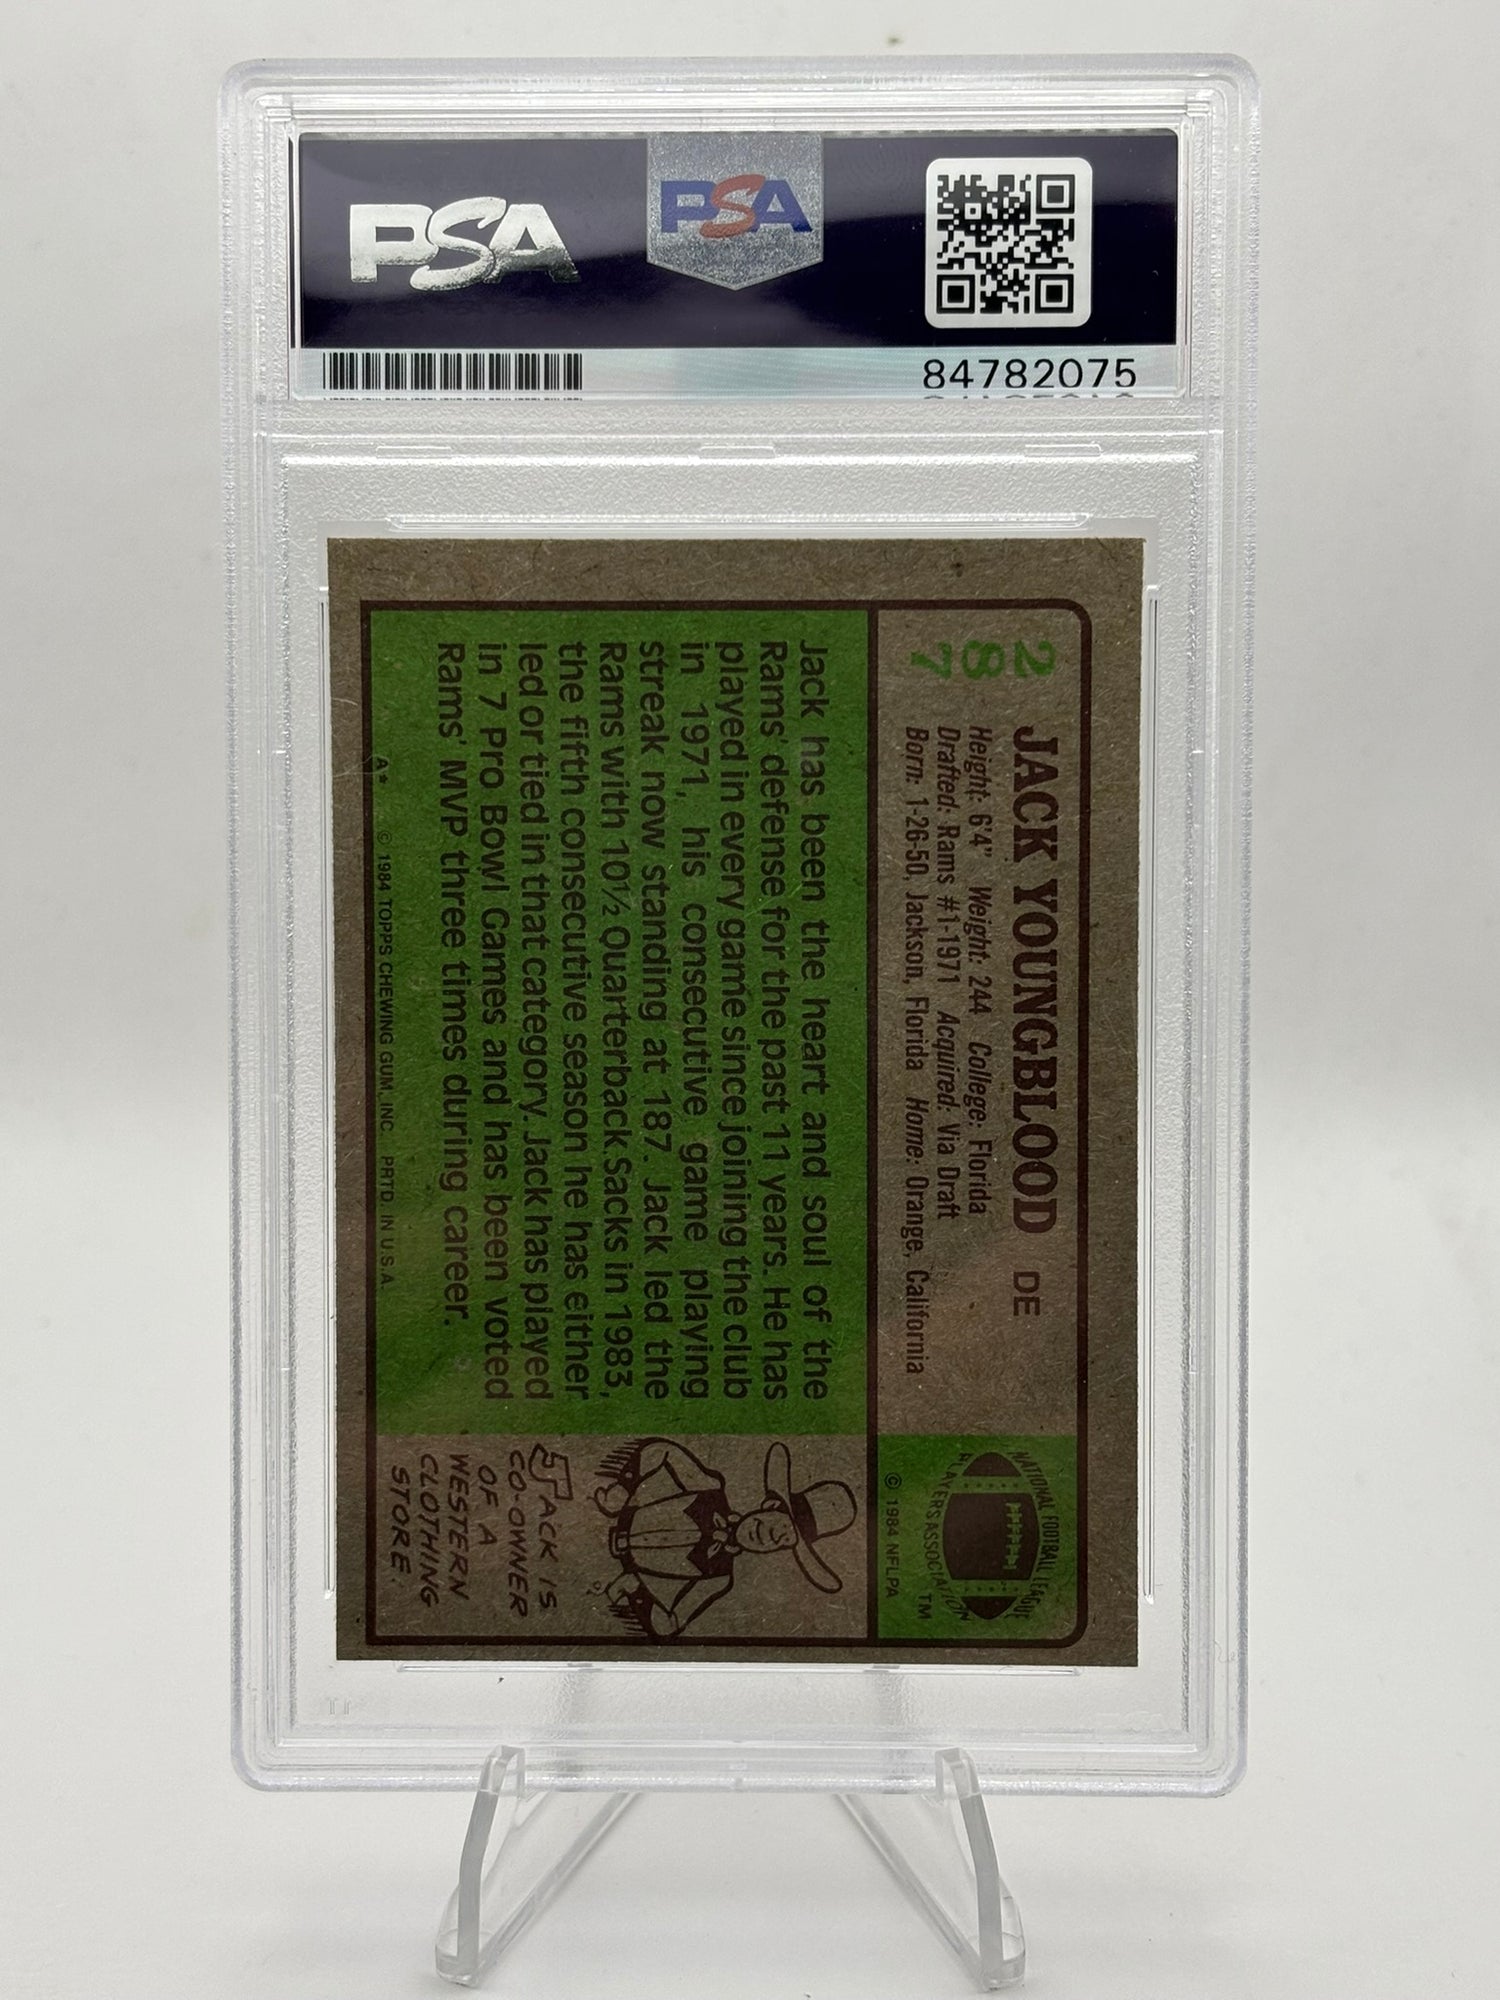 PSA
PSA
84782075
287
JACK YOUNGBLOOD DE
Height: 6'4" Weight: 244 College: Florida
Drafted: Rams #1-1971 Acquired: Via Draft
Born: 1-26-50, Jackson, Florida Home: Orange, California
NATIONAL FOOTBALL LEAGUE
PLAYERS ASSOCIATION
TM
© 1984 NFLPA
Jack has been the heart and soul of the
Rams' defense for the past 11 years. He has
played in every game since joining the club
in 1971, his consecutive game playing
streak now standing at 187. Jack led the
Rams with 10½ Quarterback Sacks in 1983,
the fifth consecutive season he has either
led or tied in that category. Jack has played
in 7 Pro Bowl Games and has been voted
Rams' MVP three times during career.
JACK IS
CO-OWNER
OF A
WESTERN
CLOTHING
STORE.
A* © 1984 TOPPS CHEWING GUM, INC. PRTD. IN U.S.A.